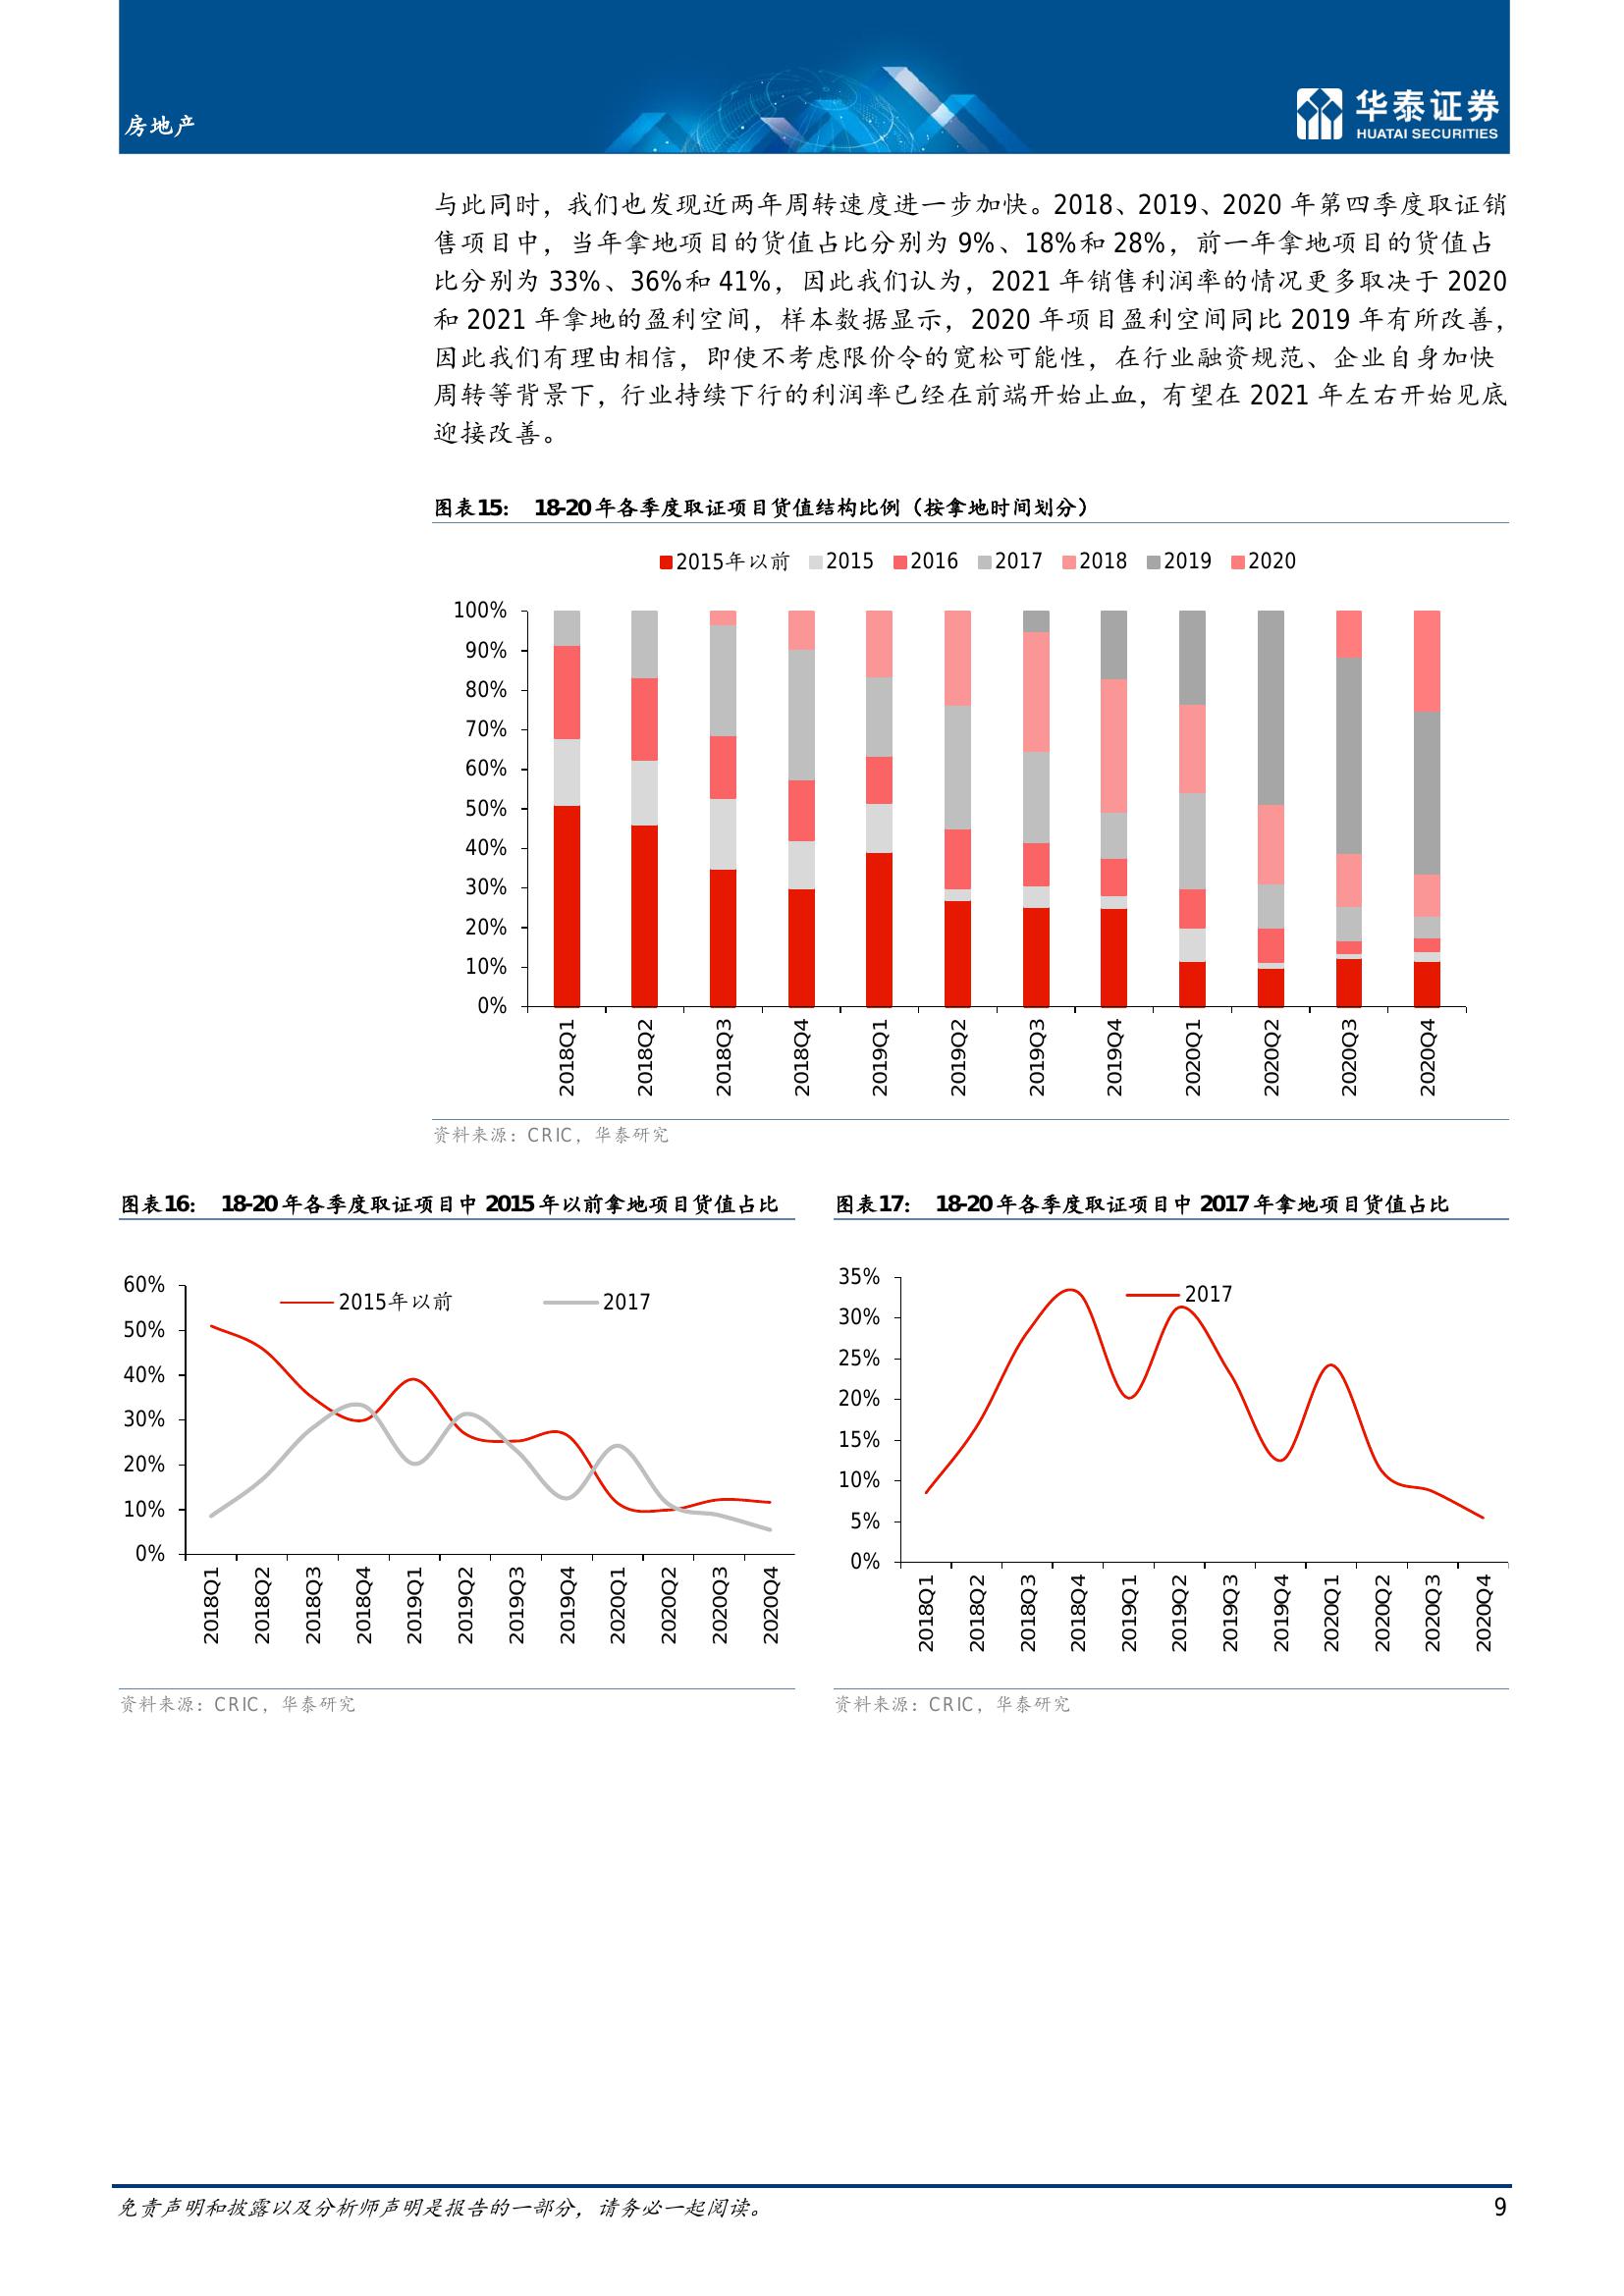 房地产
华泰证券
HUATAI SECURITIES
与此同时，我们也发现近两年周转速度进一步加快。2018、2019、2020 年第四季度取证销
售项目中，当年拿地项目的货值占比分别为 9%、18%和 28%，前一年拿地项目的货值占
比分别为 33%、36%和 41%，因此我们认为，2021 年销售利润率的情况更多取决于 2020
和 2021 年拿地的盈利空间，样本数据显示，2020 年项目盈利空间同比 2019 年有所改善，
因此我们有理由相信，即使不考虑限价令的宽松可能性，在行业融资规范、企业自身加快
周转等背景下，行业持续下行的利润率已经在前端开始止血，有望在 2021 年左右开始见底
迎接改善。
图表15： 18-20 年各季度取证项目货值结构比例（按拿地时间划分）
2015年以前 2015 2016 2017 2018 2019 2020
100%
90%
80%
70%
60%
50%
40%
30%
20%
10%
0%
2018Q1 2018Q2 2018Q3 2018Q4 2019Q1 2019Q2 2019Q3 2019Q4 2020Q1 2020Q2 2020Q3 2020Q4
资料来源：CRIC，华泰研究
图表16： 18-20 年各季度取证项目中 2015 年以前拿地项目货值占比
2015年以前 2017
60%
50%
40%
30%
20%
10%
0%
2018Q1 2018Q2 2018Q3 2018Q4 2019Q1 2019Q2 2019Q3 2019Q4 2020Q1 2020Q2 2020Q3 2020Q4
资料来源：CRIC，华泰研究
图表17： 18-20 年各季度取证项目中 2017 年拿地项目货值占比
2017
35%
30%
25%
20%
15%
10%
5%
0%
2018Q1 2018Q2 2018Q3 2018Q4 2019Q1 2019Q2 2019Q3 2019Q4 2020Q1 2020Q2 2020Q3 2020Q4
资料来源：CRIC，华泰研究
免责声明和披露以及分析师声明是报告的一部分，请务必一起阅读。 9